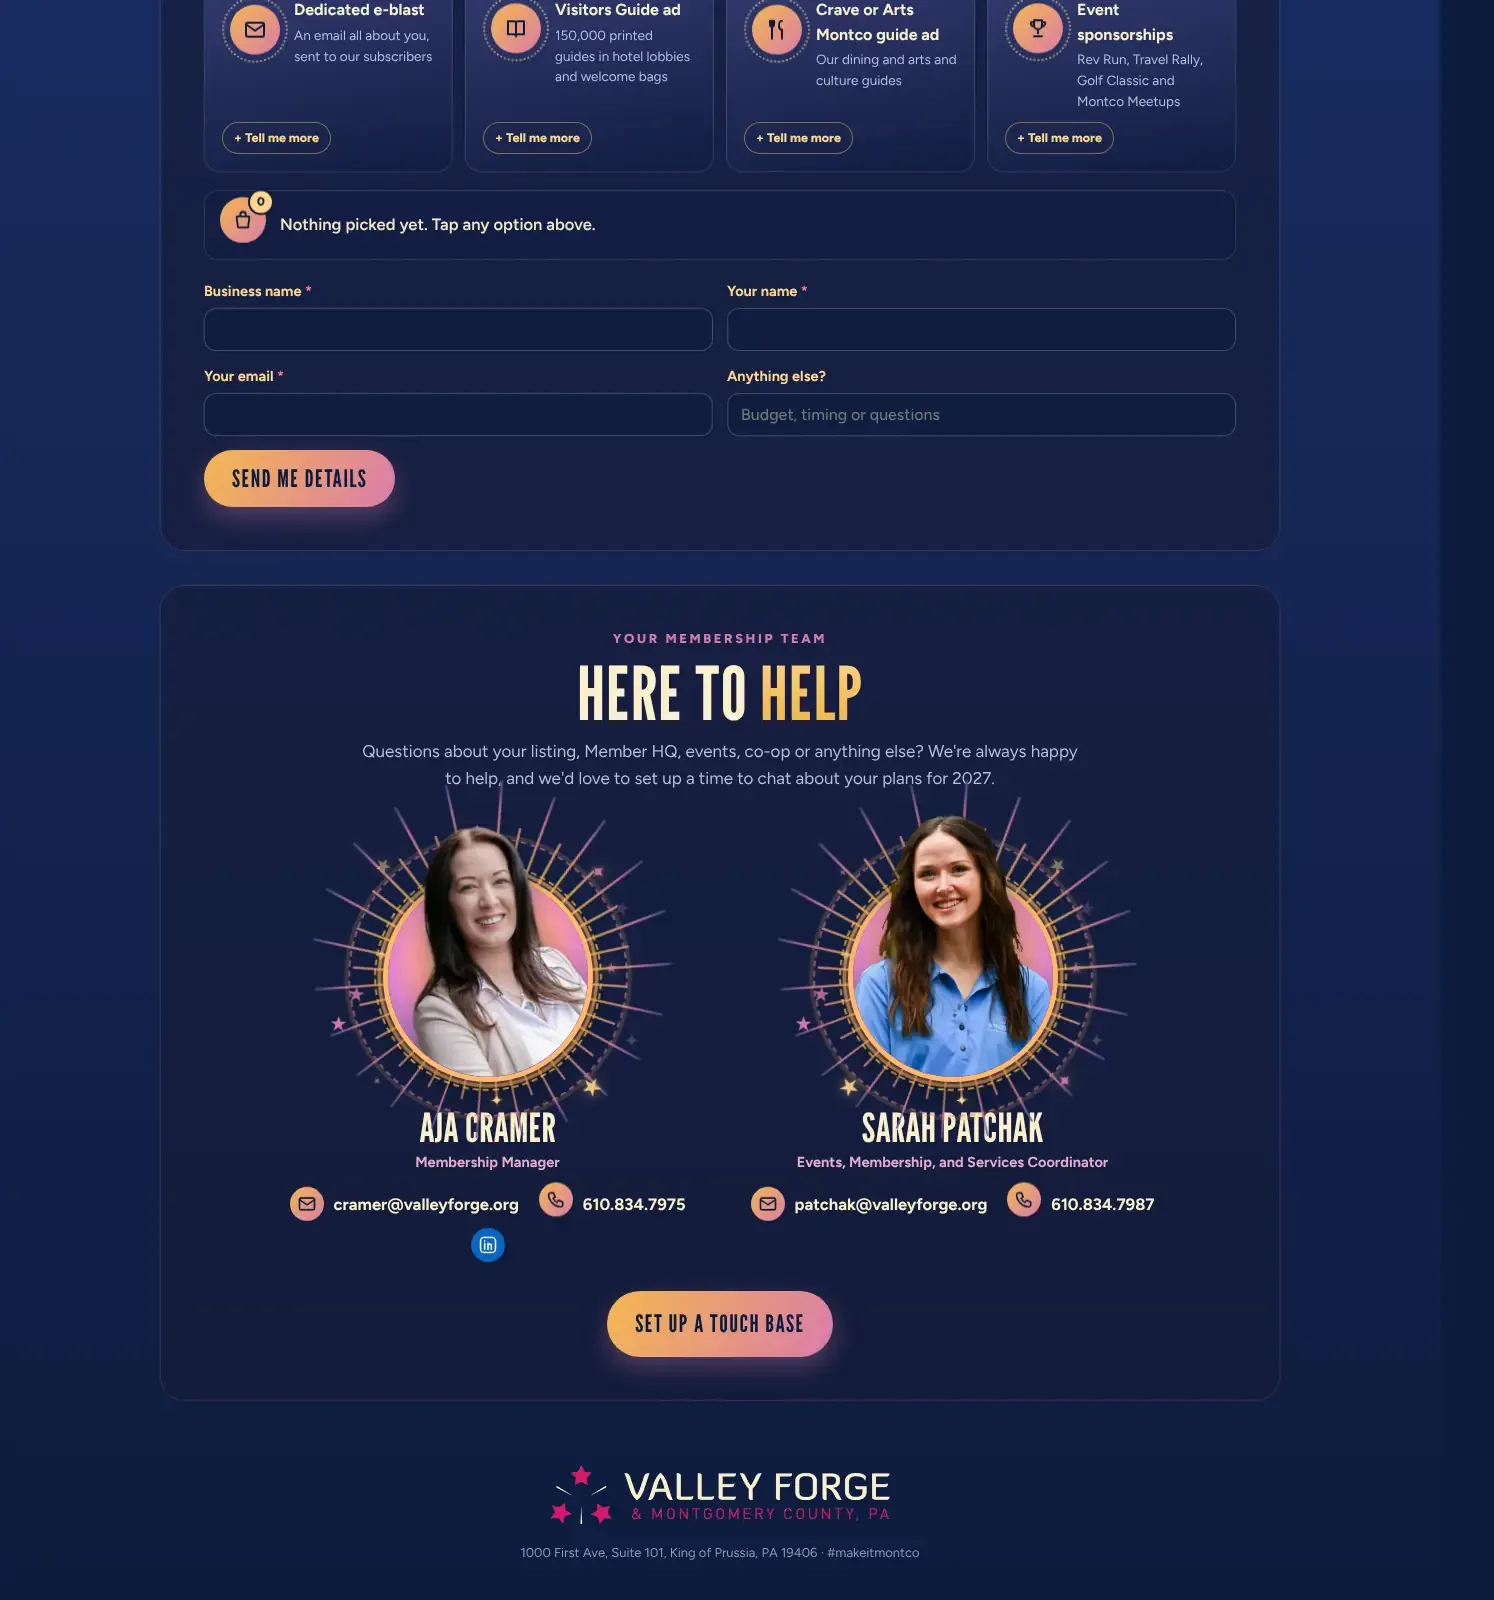 Dedicated e-blast
An email all about you,
sent to our subscribers
+ Tell me more
Visitors Guide ad
150,000 printed
guides in hotel lobbies
and welcome bags
+ Tell me more
Crave or Arts
Montco guide ad
Our dining and arts and
culture guides
+ Tell me more
Event
sponsorships
Rev Run, Travel Rally,
Golf Classic and
Montco Meetups
+ Tell me more
0
Nothing picked yet. Tap any option above.
Business name *
Your name *
Your email *
Anything else?
Budget, timing or questions
SEND ME DETAILS
YOUR MEMBERSHIP TEAM
HERE TO HELP
Questions about your listing, Member HQ, events, co-op or anything else? We're always happy
to help, and we'd love to set up a time to chat about your plans for 2027.
AJA CRAMER
Membership Manager
cramer@valleyforge.org
610.834.7975
in
SARAH PATCHAK
Events, Membership, and Services Coordinator
patchak@valleyforge.org
610.834.7987
SET UP A TOUCH BASE
VALLEY FORGE
& MONTGOMERY COUNTY, PA
1000 First Ave, Suite 101, King of Prussia, PA 19406 · #makeitmontco